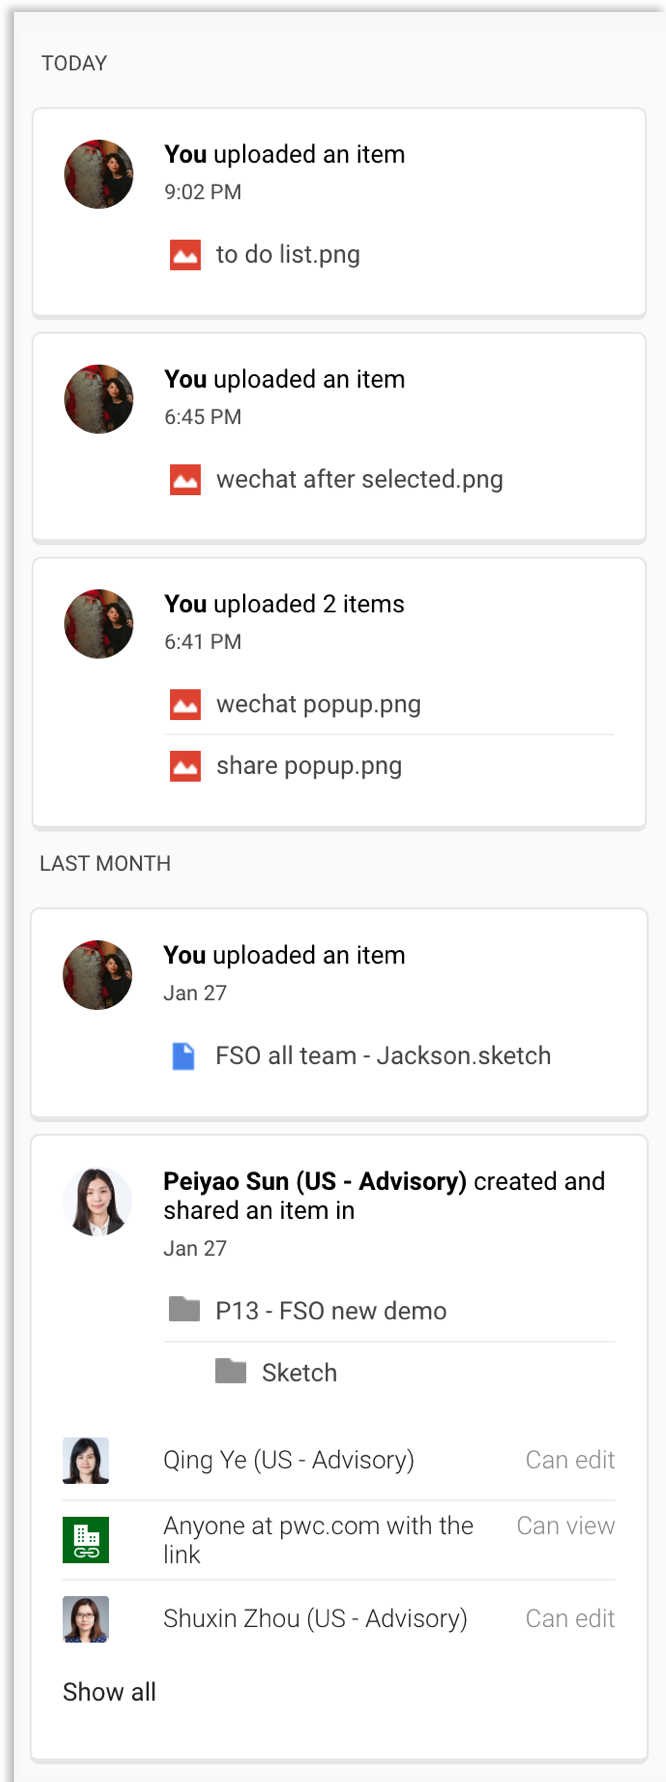 TODAY
You uploaded an item
9:02 PM
to do list.png
You uploaded an item
6:45 PM
wechat after selected.png
You uploaded 2 items
6:41 PM
wechat popup.png
share popup.png
LAST MONTH
You uploaded an item
Jan 27
FSO all team - Jackson.sketch
Peiyao Sun (US - Advisory) created and
shared an item in
Jan 27
P13 - FSO new demo
Sketch
Qing Ye (US - Advisory) Can edit
Anyone at pwc.com with the Can view
link
Shuxin Zhou (US - Advisory) Can edit
Show all